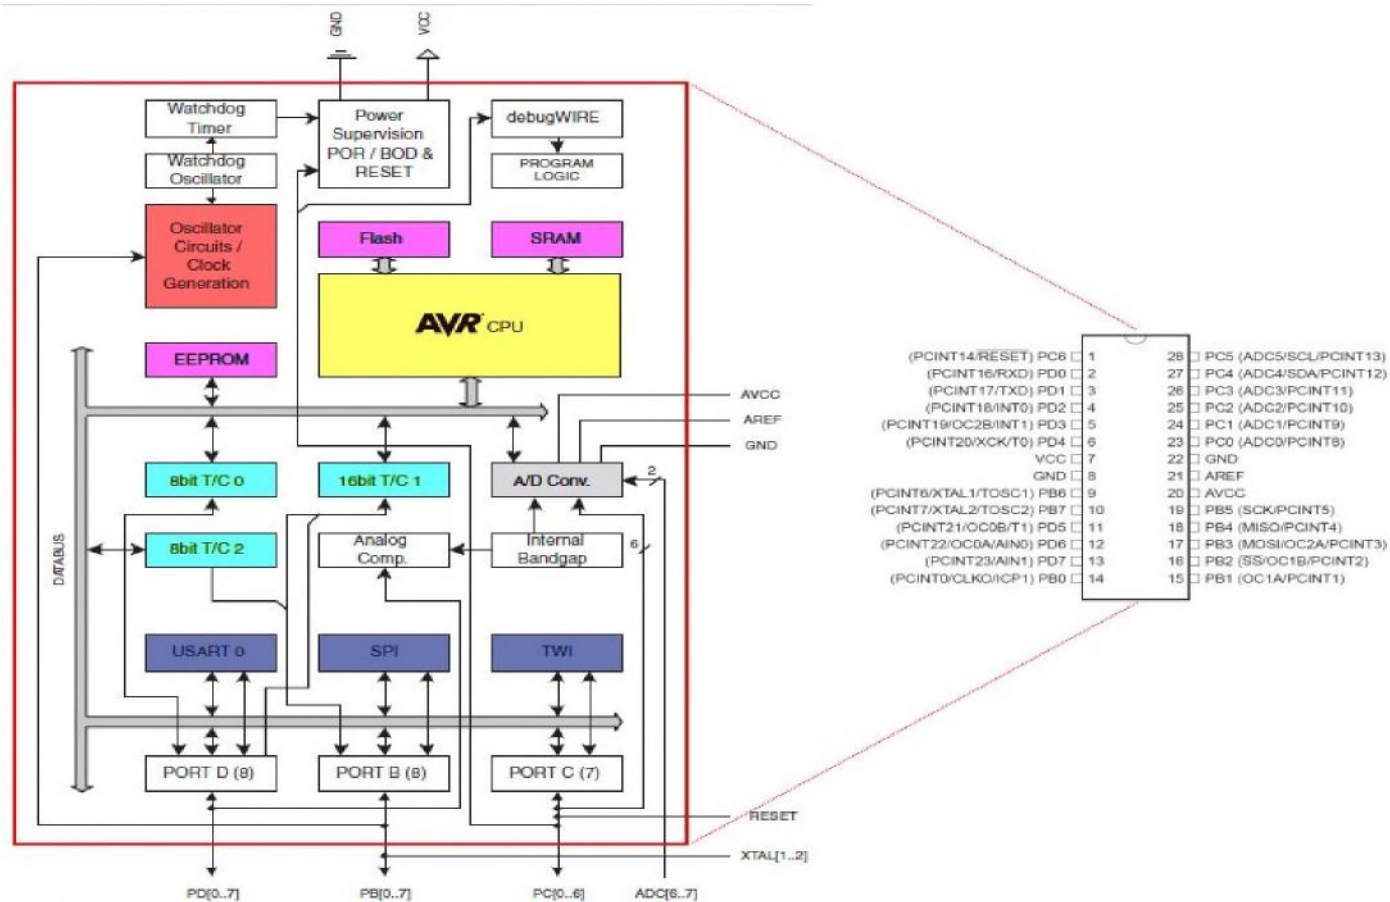 GND
VCC
Watchdog
Timer
Power
Supervision
POR / BOD &
RESET
debugWIRE
Watchdog
Oscillator
PROGRAM
LOGIC
Oscillator
Circuits /
Clock
Generation
Flash
SRAM
AVR CPU
EEPROM
AVCC
AREF
GND
8bit T/C 0
16bit T/C 1
A/D Conv.
2
8bit T/C 2
Analog
Comp.
Internal
Bandgap
6
DATABUS
USART 0
SPI
TWI
PORT D (8)
PORT B (8)
PORT C (7)
RESET
XTAL[1..2]
PD[0..7]
PB[0..7]
PC[0..6]
ADC[6..7]
(PCINT14/RESET) PC6 1
(PCINT16/RXD) PD0 2
(PCINT17/TXD) PD1 3
(PCINT18/INT0) PD2 4
(PCINT19/OC2B/INT1) PD3 5
(PCINT20/XCK/T0) PD4 6
VCC 7
GND 8
(PCINT6/XTAL1/TOSC1) PB6 9
(PCINT7/XTAL2/TOSC2) PB7 10
(PCINT21/OC0B/T1) PD5 11
(PCINT22/OC0A/AIN0) PD6 12
(PCINT23/AIN1) PD7 13
(PCINT0/CLKO/ICP1) PB0 14
28 PC5 (ADC5/SCL/PCINT13)
27 PC4 (ADC4/SDA/PCINT12)
26 PC3 (ADC3/PCINT11)
25 PC2 (ADC2/PCINT10)
24 PC1 (ADC1/PCINT9)
23 PC0 (ADC0/PCINT8)
22 GND
21 AREF
20 AVCC
19 PB5 (SCK/PCINT5)
18 PB4 (MISO/PCINT4)
17 PB3 (MOSI/OC2A/PCINT3)
16 PB2 (SS/OC1B/PCINT2)
15 PB1 (OC1A/PCINT1)